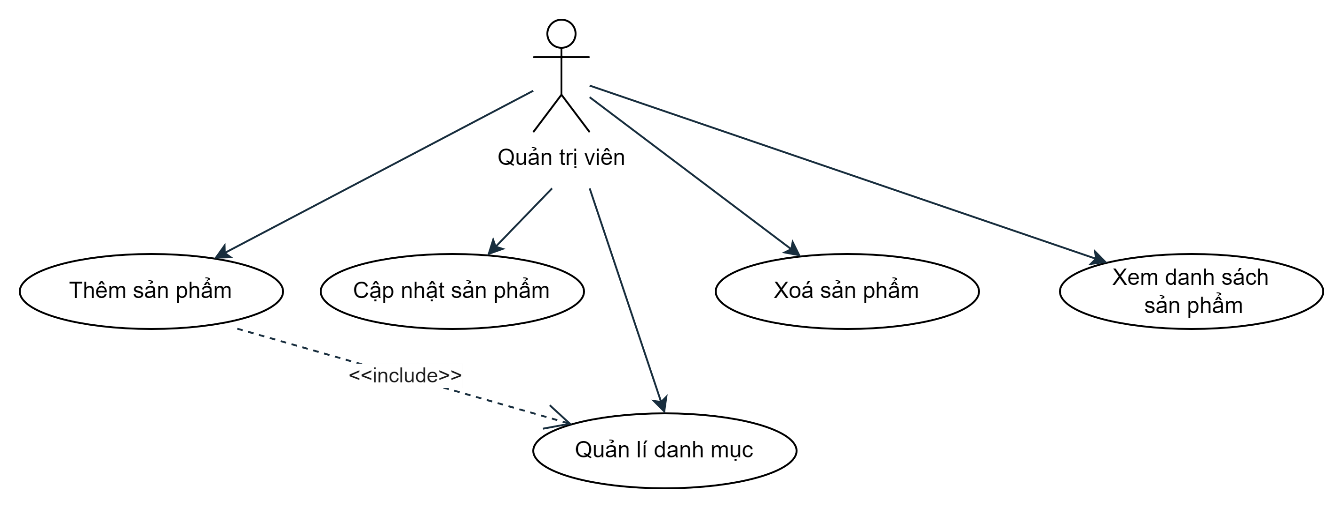 Quản trị viên
Thêm sản phẩm
Cập nhật sản phẩm
Xoá sản phẩm
Xem danh sách
sản phẩm
<<include>>
Quản lí danh mục